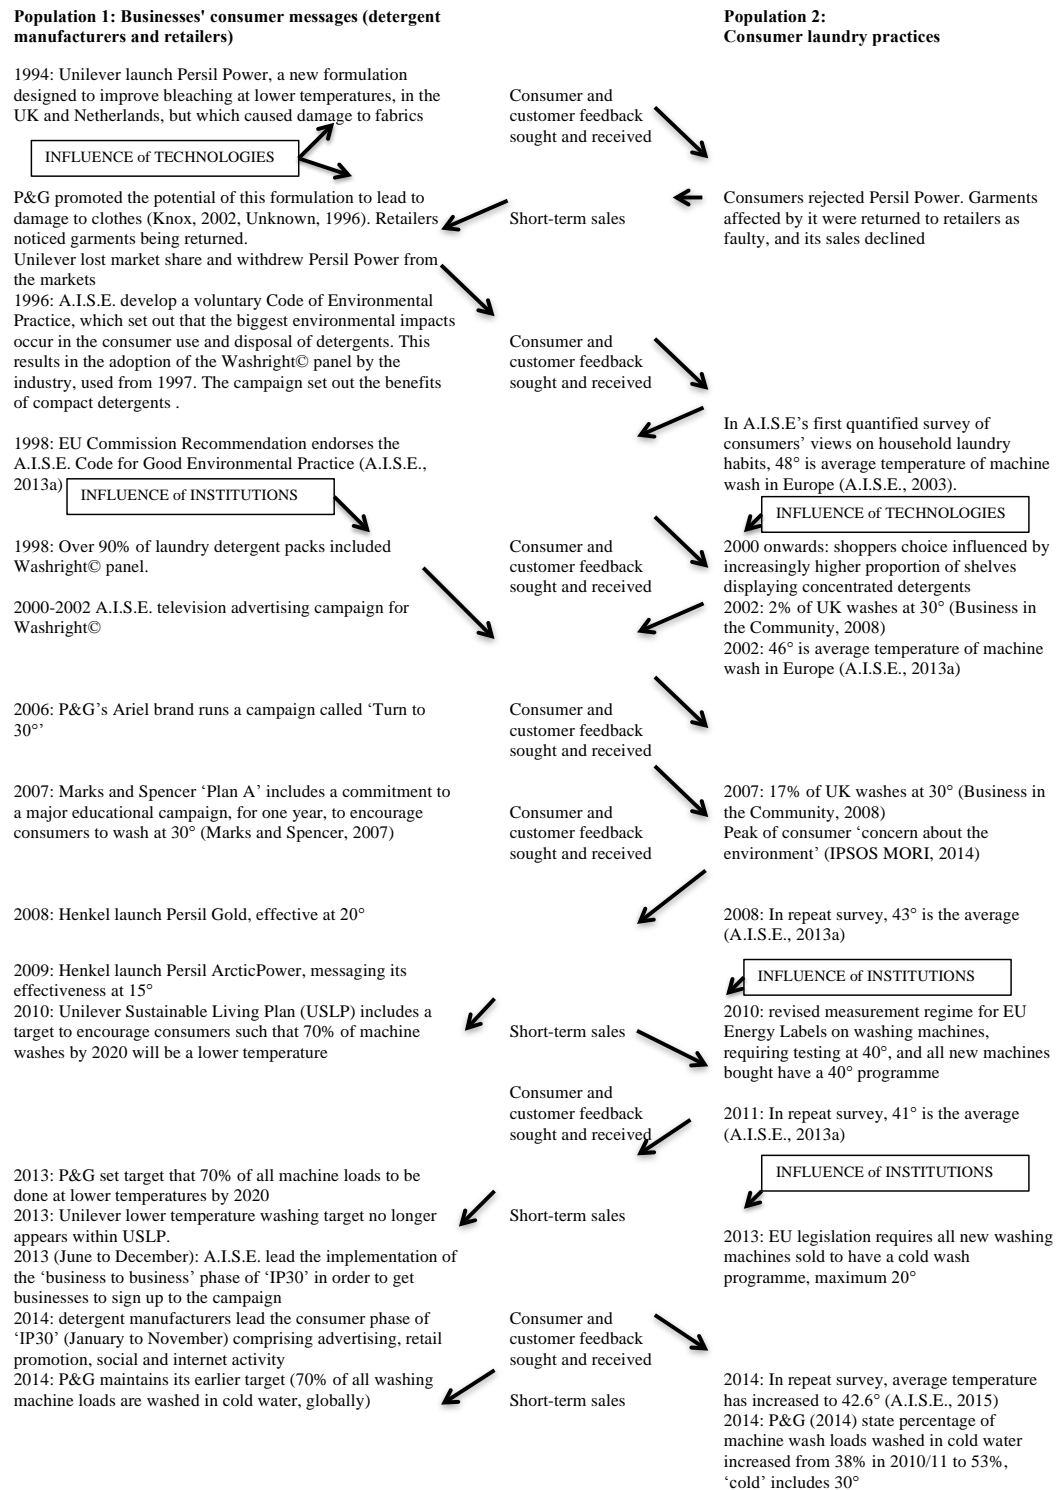 Population 1: Businesses' consumer messages (detergent
manufacturers and retailers)
Population 2:
Consumer laundry practices
1994: Unilever launch Persil Power, a new formulation
designed to improve bleaching at lower temperatures, in the
UK and Netherlands, but which caused damage to fabrics
Consumer and
customer feedback
sought and received
INFLUENCE of TECHNOLOGIES
P&G promoted the potential of this formulation to lead to
damage to clothes (Knox, 2002, Unknown, 1996). Retailers
noticed garments being returned.
Unilever lost market share and withdrew Persil Power from
the markets
Short-term sales
Consumers rejected Persil Power. Garments
affected by it were returned to retailers as
faulty, and its sales declined
1996: A.I.S.E. develop a voluntary Code of Environmental
Practice, which set out that the biggest environmental impacts
occur in the consumer use and disposal of detergents. This
results in the adoption of the Washright© panel by the
industry, used from 1997. The campaign set out the benefits
of compact detergents .
Consumer and
customer feedback
sought and received
In A.I.S.E's first quantified survey of
consumers' views on household laundry
habits, 48° is average temperature of machine
wash in Europe (A.I.S.E., 2003).
1998: EU Commission Recommendation endorses the
A.I.S.E. Code for Good Environmental Practice (A.I.S.E.,
2013a)
INFLUENCE of INSTITUTIONS
INFLUENCE of TECHNOLOGIES
1998: Over 90% of laundry detergent packs included
Washright© panel.
Consumer and
customer feedback
sought and received
2000 onwards: shoppers choice influenced by
increasingly higher proportion of shelves
displaying concentrated detergents
2000-2002 A.I.S.E. television advertising campaign for
Washright©
2002: 2% of UK washes at 30° (Business in
the Community, 2008)
2002: 46° is average temperature of machine
wash in Europe (A.I.S.E., 2013a)
2006: P&G's Ariel brand runs a campaign called ‘Turn to
30°’
Consumer and
customer feedback
sought and received
2007: Marks and Spencer ‘Plan A’ includes a commitment to
a major educational campaign, for one year, to encourage
consumers to wash at 30° (Marks and Spencer, 2007)
Consumer and
customer feedback
sought and received
2007: 17% of UK washes at 30° (Business in
the Community, 2008)
Peak of consumer ‘concern about the
environment’ (IPSOS MORI, 2014)
2008: Henkel launch Persil Gold, effective at 20°
2008: In repeat survey, 43° is the average
(A.I.S.E., 2013a)
2009: Henkel launch Persil ArcticPower, messaging its
effectiveness at 15°
INFLUENCE of INSTITUTIONS
2010: Unilever Sustainable Living Plan (USLP) includes a
target to encourage consumers such that 70% of machine
washes by 2020 will be a lower temperature
Short-term sales
2010: revised measurement regime for EU
Energy Labels on washing machines,
requiring testing at 40°, and all new machines
bought have a 40° programme
Consumer and
customer feedback
sought and received
2011: In repeat survey, 41° is the average
(A.I.S.E., 2013a)
INFLUENCE of INSTITUTIONS
2013: P&G set target that 70% of all machine loads to be
done at lower temperatures by 2020
2013: Unilever lower temperature washing target no longer
appears within USLP.
Short-term sales
2013: EU legislation requires all new washing
machines sold to have a cold wash
programme, maximum 20°
2013 (June to December): A.I.S.E. lead the implementation of
the ‘business to business’ phase of ‘IP30’ in order to get
businesses to sign up to the campaign
2014: detergent manufacturers lead the consumer phase of
‘IP30’ (January to November) comprising advertising, retail
promotion, social and internet activity
Consumer and
customer feedback
sought and received
2014: P&G maintains its earlier target (70% of all washing
machine loads are washed in cold water, globally)
Short-term sales
2014: In repeat survey, average temperature
has increased to 42.6° (A.I.S.E., 2015)
2014: P&G (2014) state percentage of
machine wash loads washed in cold water
increased from 38% in 2010/11 to 53%,
‘cold’ includes 30°